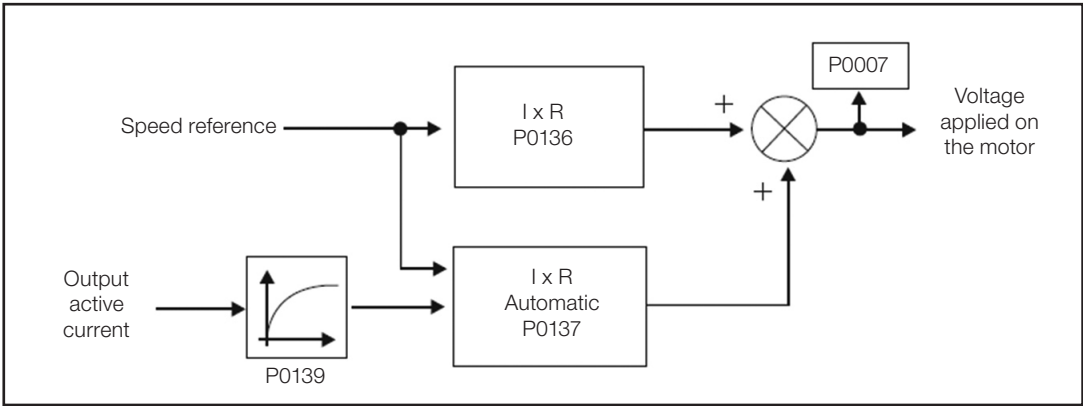 P0007
Speed reference
I x R
P0136
+
Voltage
applied on
the motor
+
Output
active
current
I x R
Automatic
P0137
P0139